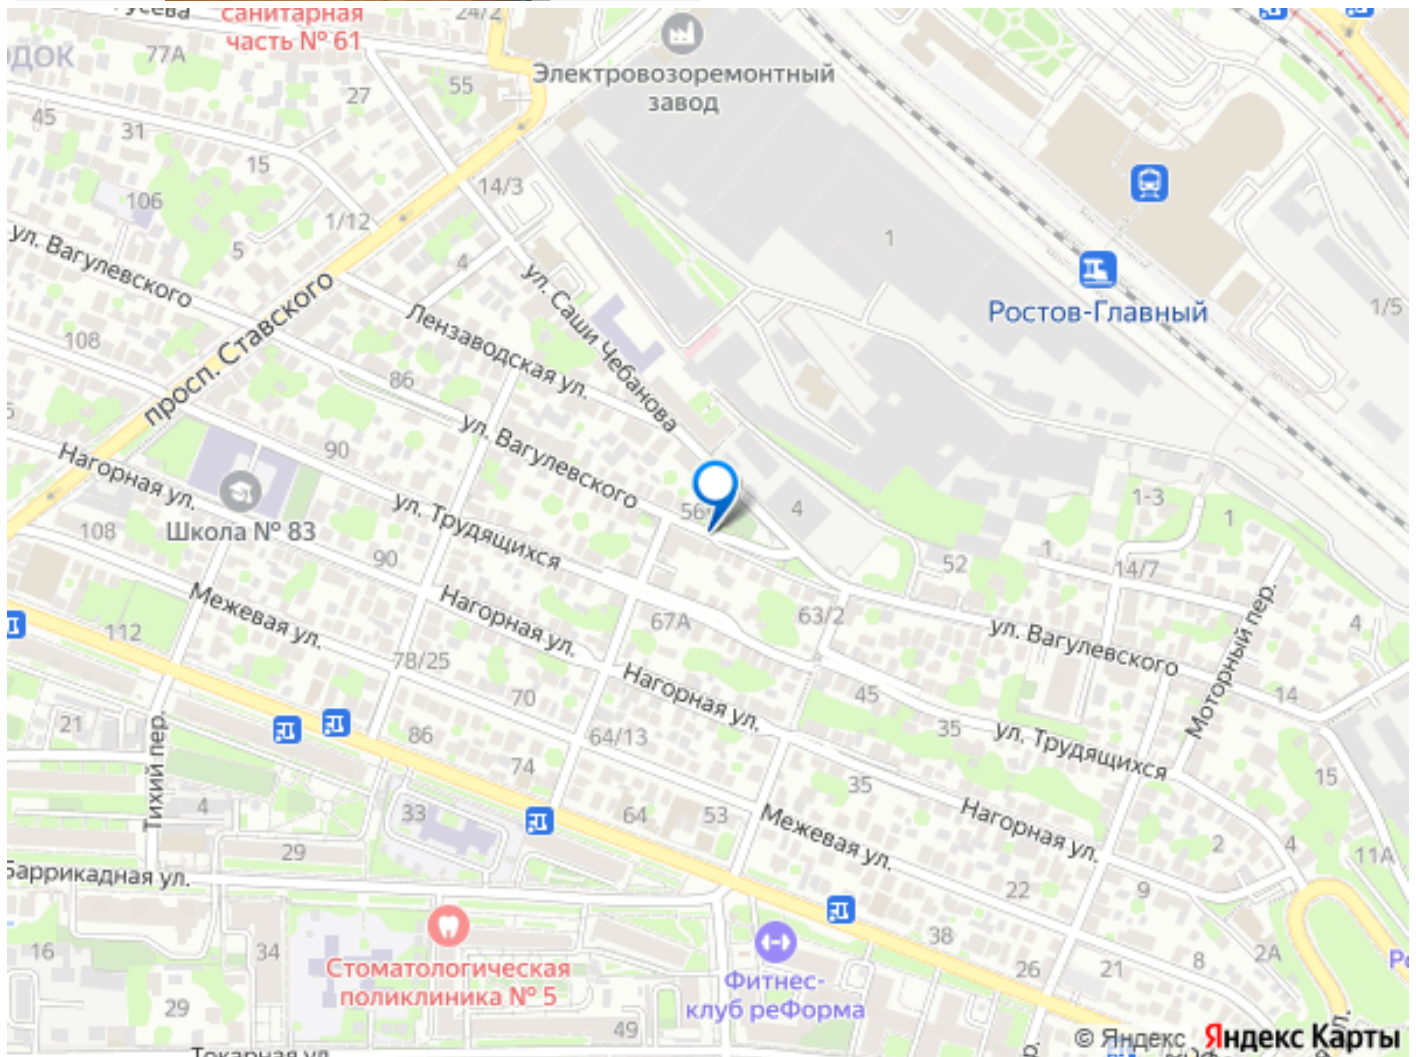 санитарная
часть № 61
24/2
77А
55
27
45
31
15
Электровозоремонтный
завод
14/3
106
1/12
5
4
1
ул. Вагулевского
просп. Ставского
ул. Саши Чебанова
Лензаводская ул.
Ростов-Главный
1/5
108
86
90
ул. Вагулевского
Нагорная ул.
Школа № 83
ул. Трудящихся
56
4
1-3
1
108
90
52
1
14/7
Межевая ул.
Нагорная ул.
67А
63/2
ул. Вагулевского
Моторный пер.
4
112
78/25
70
Нагорная ул.
45
35
14
21
86
64/13
74
ул. Трудящихся
15
Тихий пер.
4
33
64
53
35
Межевая ул.
Нагорная ул.
2
4
11А
29
Баррикадная ул.
22
9
16
34
Стоматологическая
поликлиника № 5
Фитнес-
клуб реФорма
38
26
21
8
2А
29
49
Токарная ул.
© Яндекс Яндекс Карты